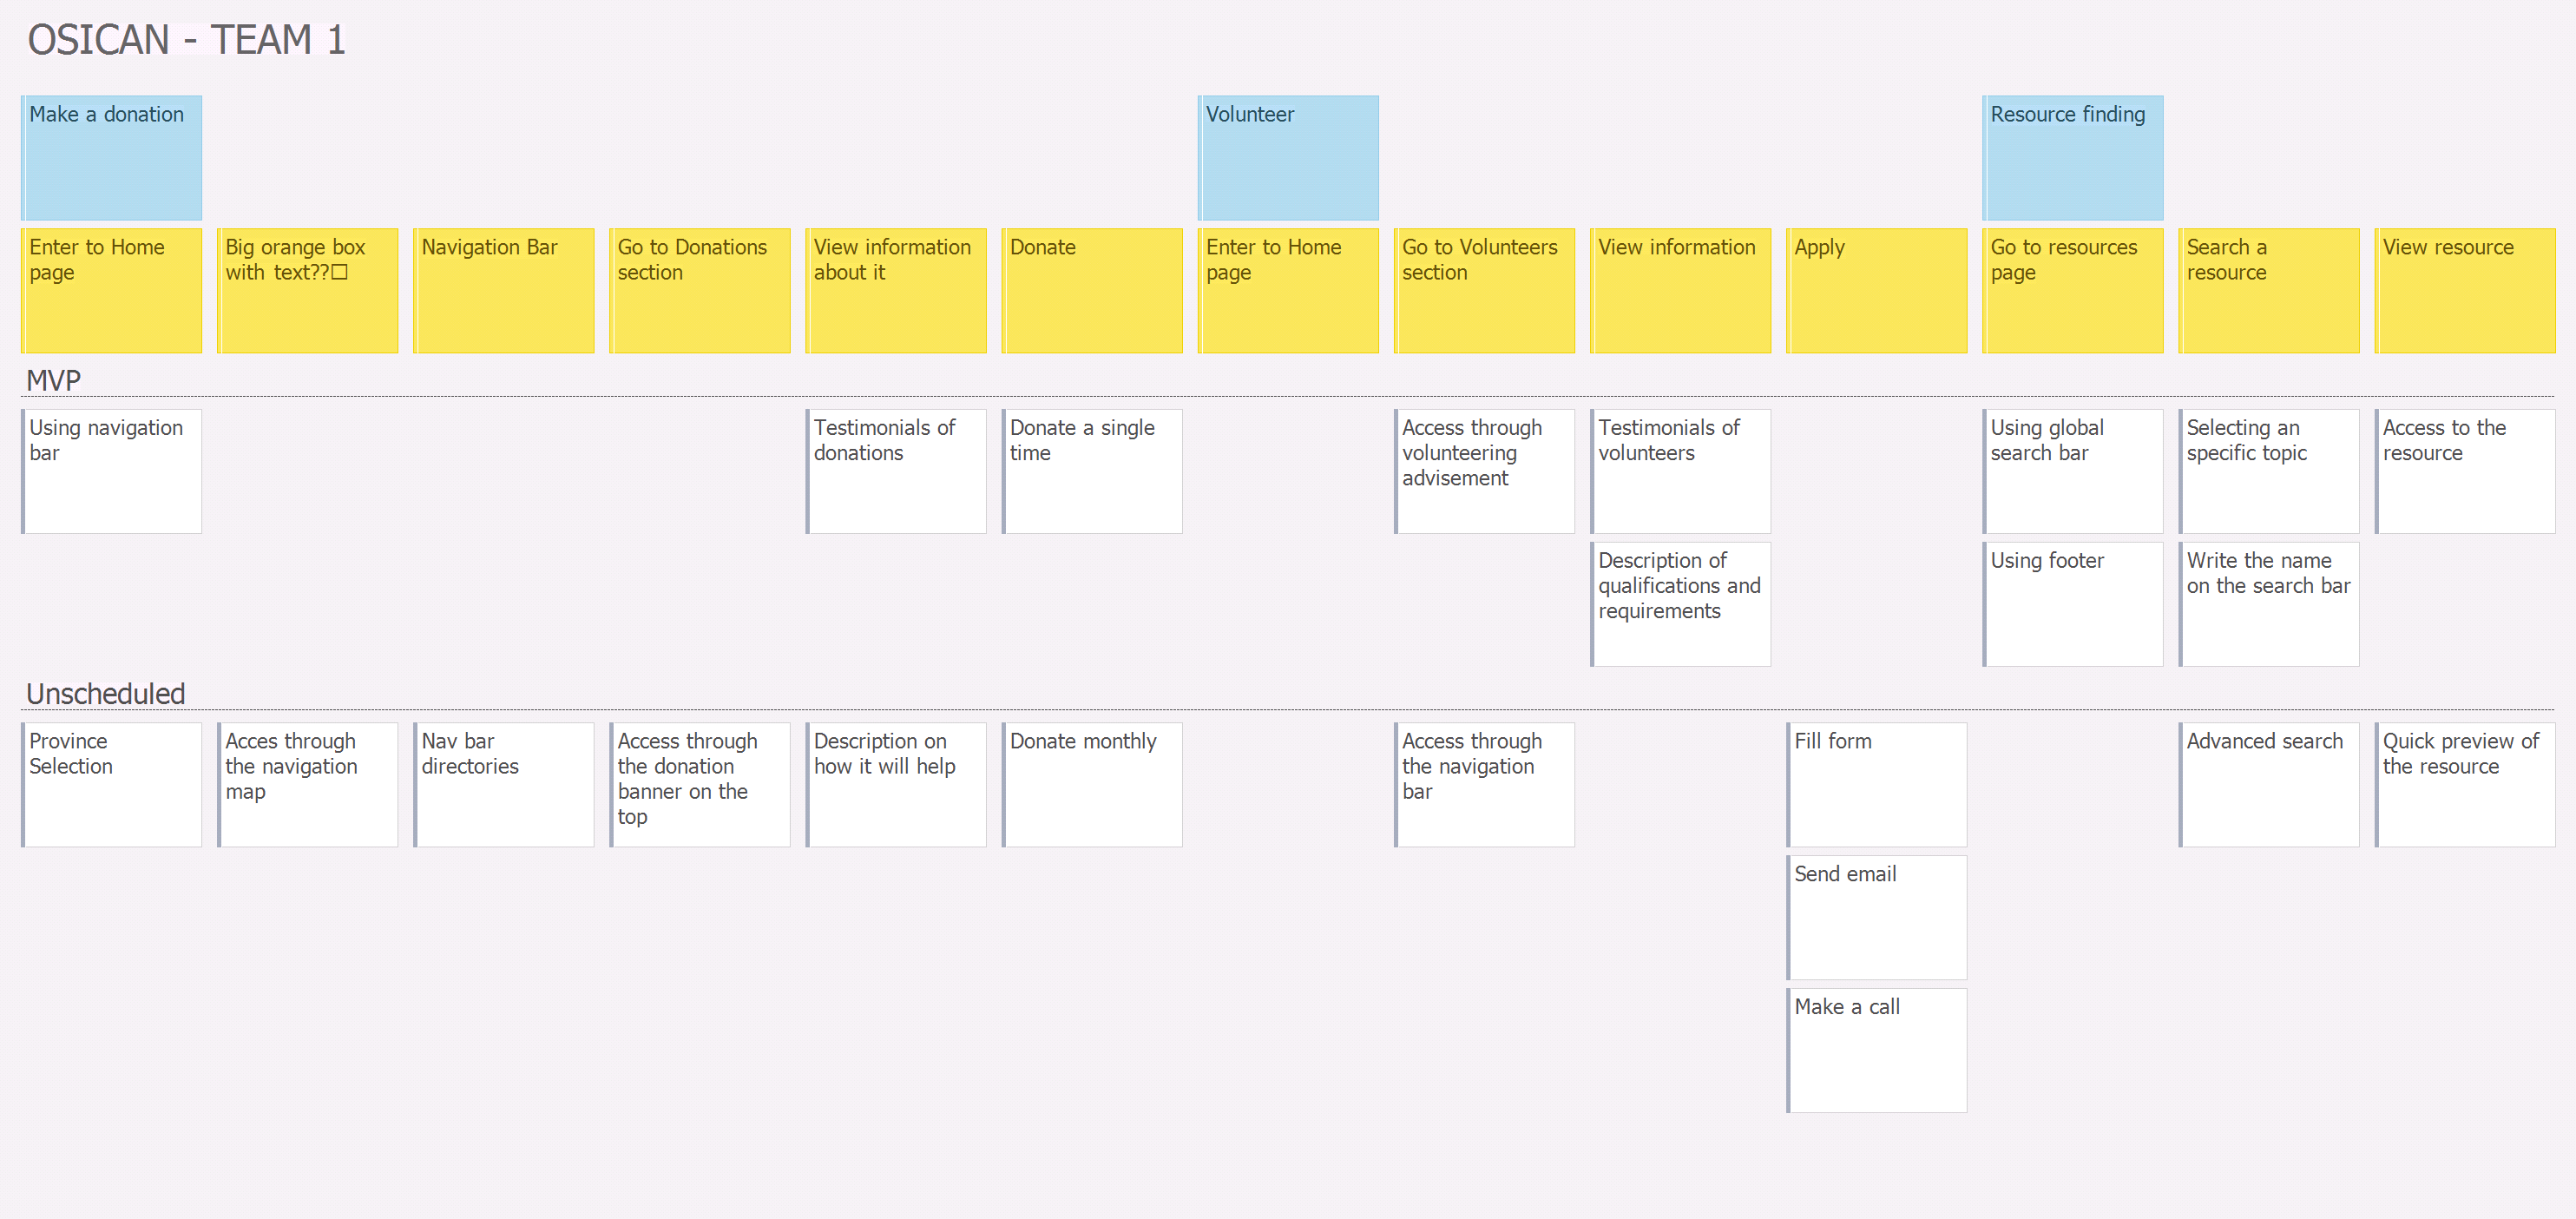 OSICAN - TEAM 1
Make a donation
Volunteer
Resource finding
Enter to Home
page
Big orange box
with text??□
Navigation Bar
Go to Donations
section
View information
about it
Donate
Enter to Home
page
Go to Volunteers
section
View information
Apply
Go to resources
page
Search a
resource
View resource
MVP
Using navigation
bar
Testimonials of
donations
Donate a single
time
Access through
volunteering
advisement
Testimonials of
volunteers
Using global
search bar
Selecting an
specific topic
Access to the
resource
Description of
qualifications and
requirements
Using footer
Write the name
on the search bar
Unscheduled
Province
Selection
Acces through
the navigation
map
Nav bar
directories
Access through
the donation
banner on the
top
Description on
how it will help
Donate monthly
Access through
the navigation
bar
Fill form
Advanced search
Quick preview of
the resource
Send email
Make a call